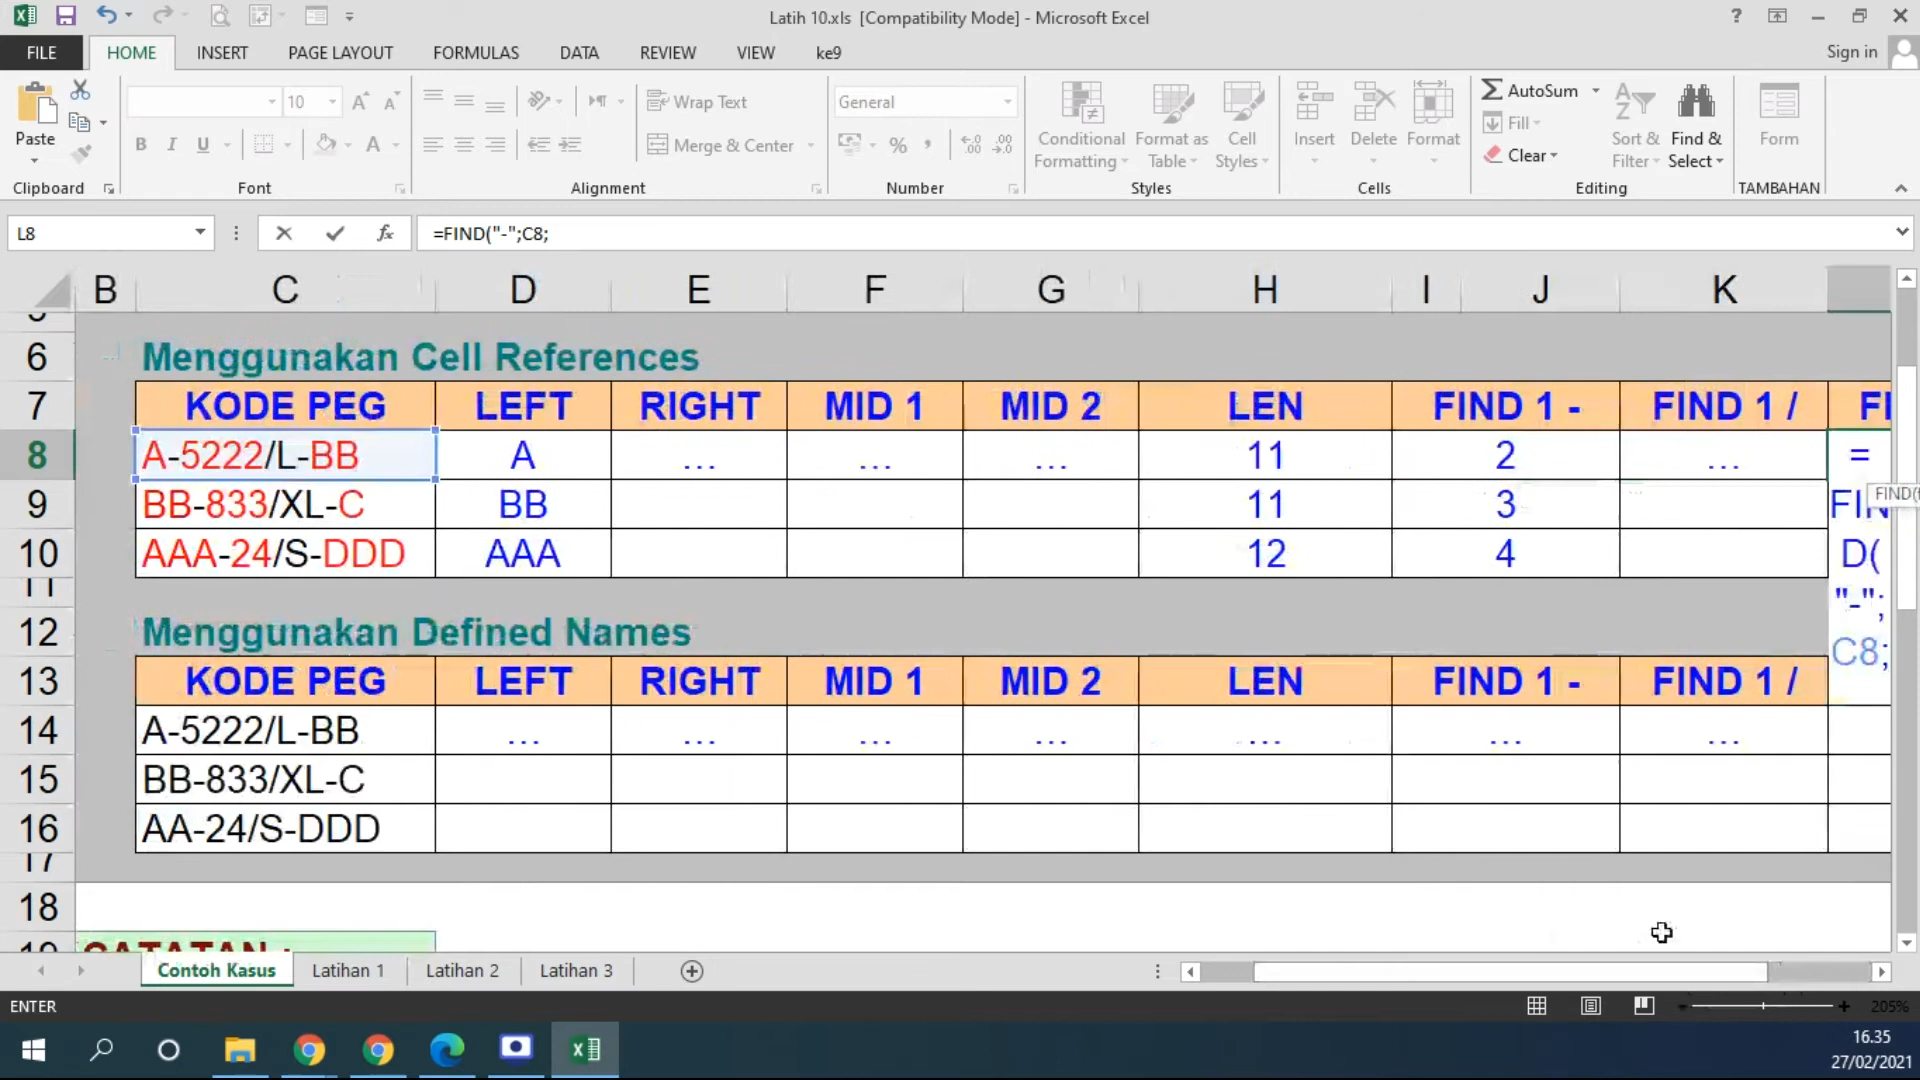 Latih 10.xls [Compatibility Mode] - Microsoft Excel
FILE HOME INSERT PAGE LAYOUT FORMULAS DATA REVIEW VIEW ke9 Sign in
Paste
10
Wrap Text
Merge & Center
General
Conditional Formatting
Format as Table
Cell Styles
Insert Delete Format
AutoSum
Fill
Clear
Sort & Filter
Find & Select
Form
Clipboard Font Alignment Number Styles Cells Editing TAMBAHAN
L8 =FIND("-";C8;
B C D E F G H I J K
6 Menggunakan Cell References
7 KODE PEG LEFT RIGHT MID 1 MID 2 LEN FIND 1 - FIND 1 /
8 A-5222/L-BB A ... ... ... 11 2 ... =
9 BB-833/XL-C BB 11 3 FIN
10 AAA-24/S-DDD AAA 12 4 D(
11 "-";
12 Menggunakan Defined Names C8;
13 KODE PEG LEFT RIGHT MID 1 MID 2 LEN FIND 1 - FIND 1 /
14 A-5222/L-BB ... ... ... ... ... ... ...
15 BB-833/XL-C
16 AA-24/S-DDD
17
18
19 CATATAN :
Contoh Kasus Latihan 1 Latihan 2 Latihan 3
ENTER 205%
16.35
27/02/2021